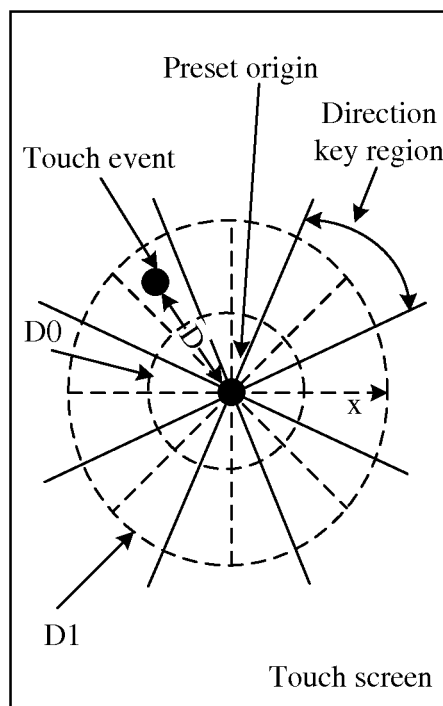 Preset origin
Direction
key region
Touch event
D0
D
x
D1
Touch screen